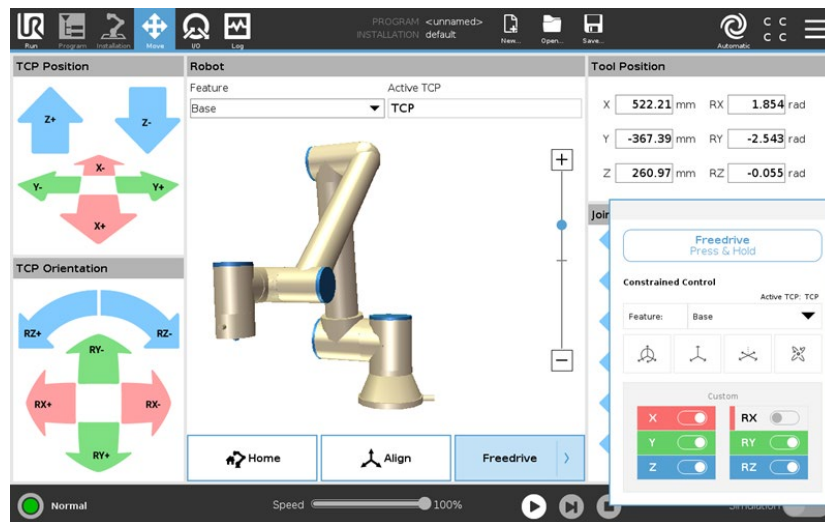 PROGRAM <unnamed>
INSTALLATION default
Run
Program
Installation
Move
I/O
Log
New...
Open...
Save...
Automatic
C C
C C
TCP Position
Z+
Z-
X-
Y-
Y+
X+
TCP Orientation
RZ+
RZ-
RY-
RX+
RX-
RY+
Robot
Feature
Active TCP
Base
TCP
Home
Align
Freedrive
Tool Position
X 522.21 mm RX 1.854 rad
Y -367.39 mm RY -2.543 rad
Z 260.97 mm RZ -0.055 rad
Freedrive
Press & Hold
Constrained Control
Active TCP: TCP
Feature: Base
Custom
X RX
Y RY
Z RZ
Normal
Speed 100%